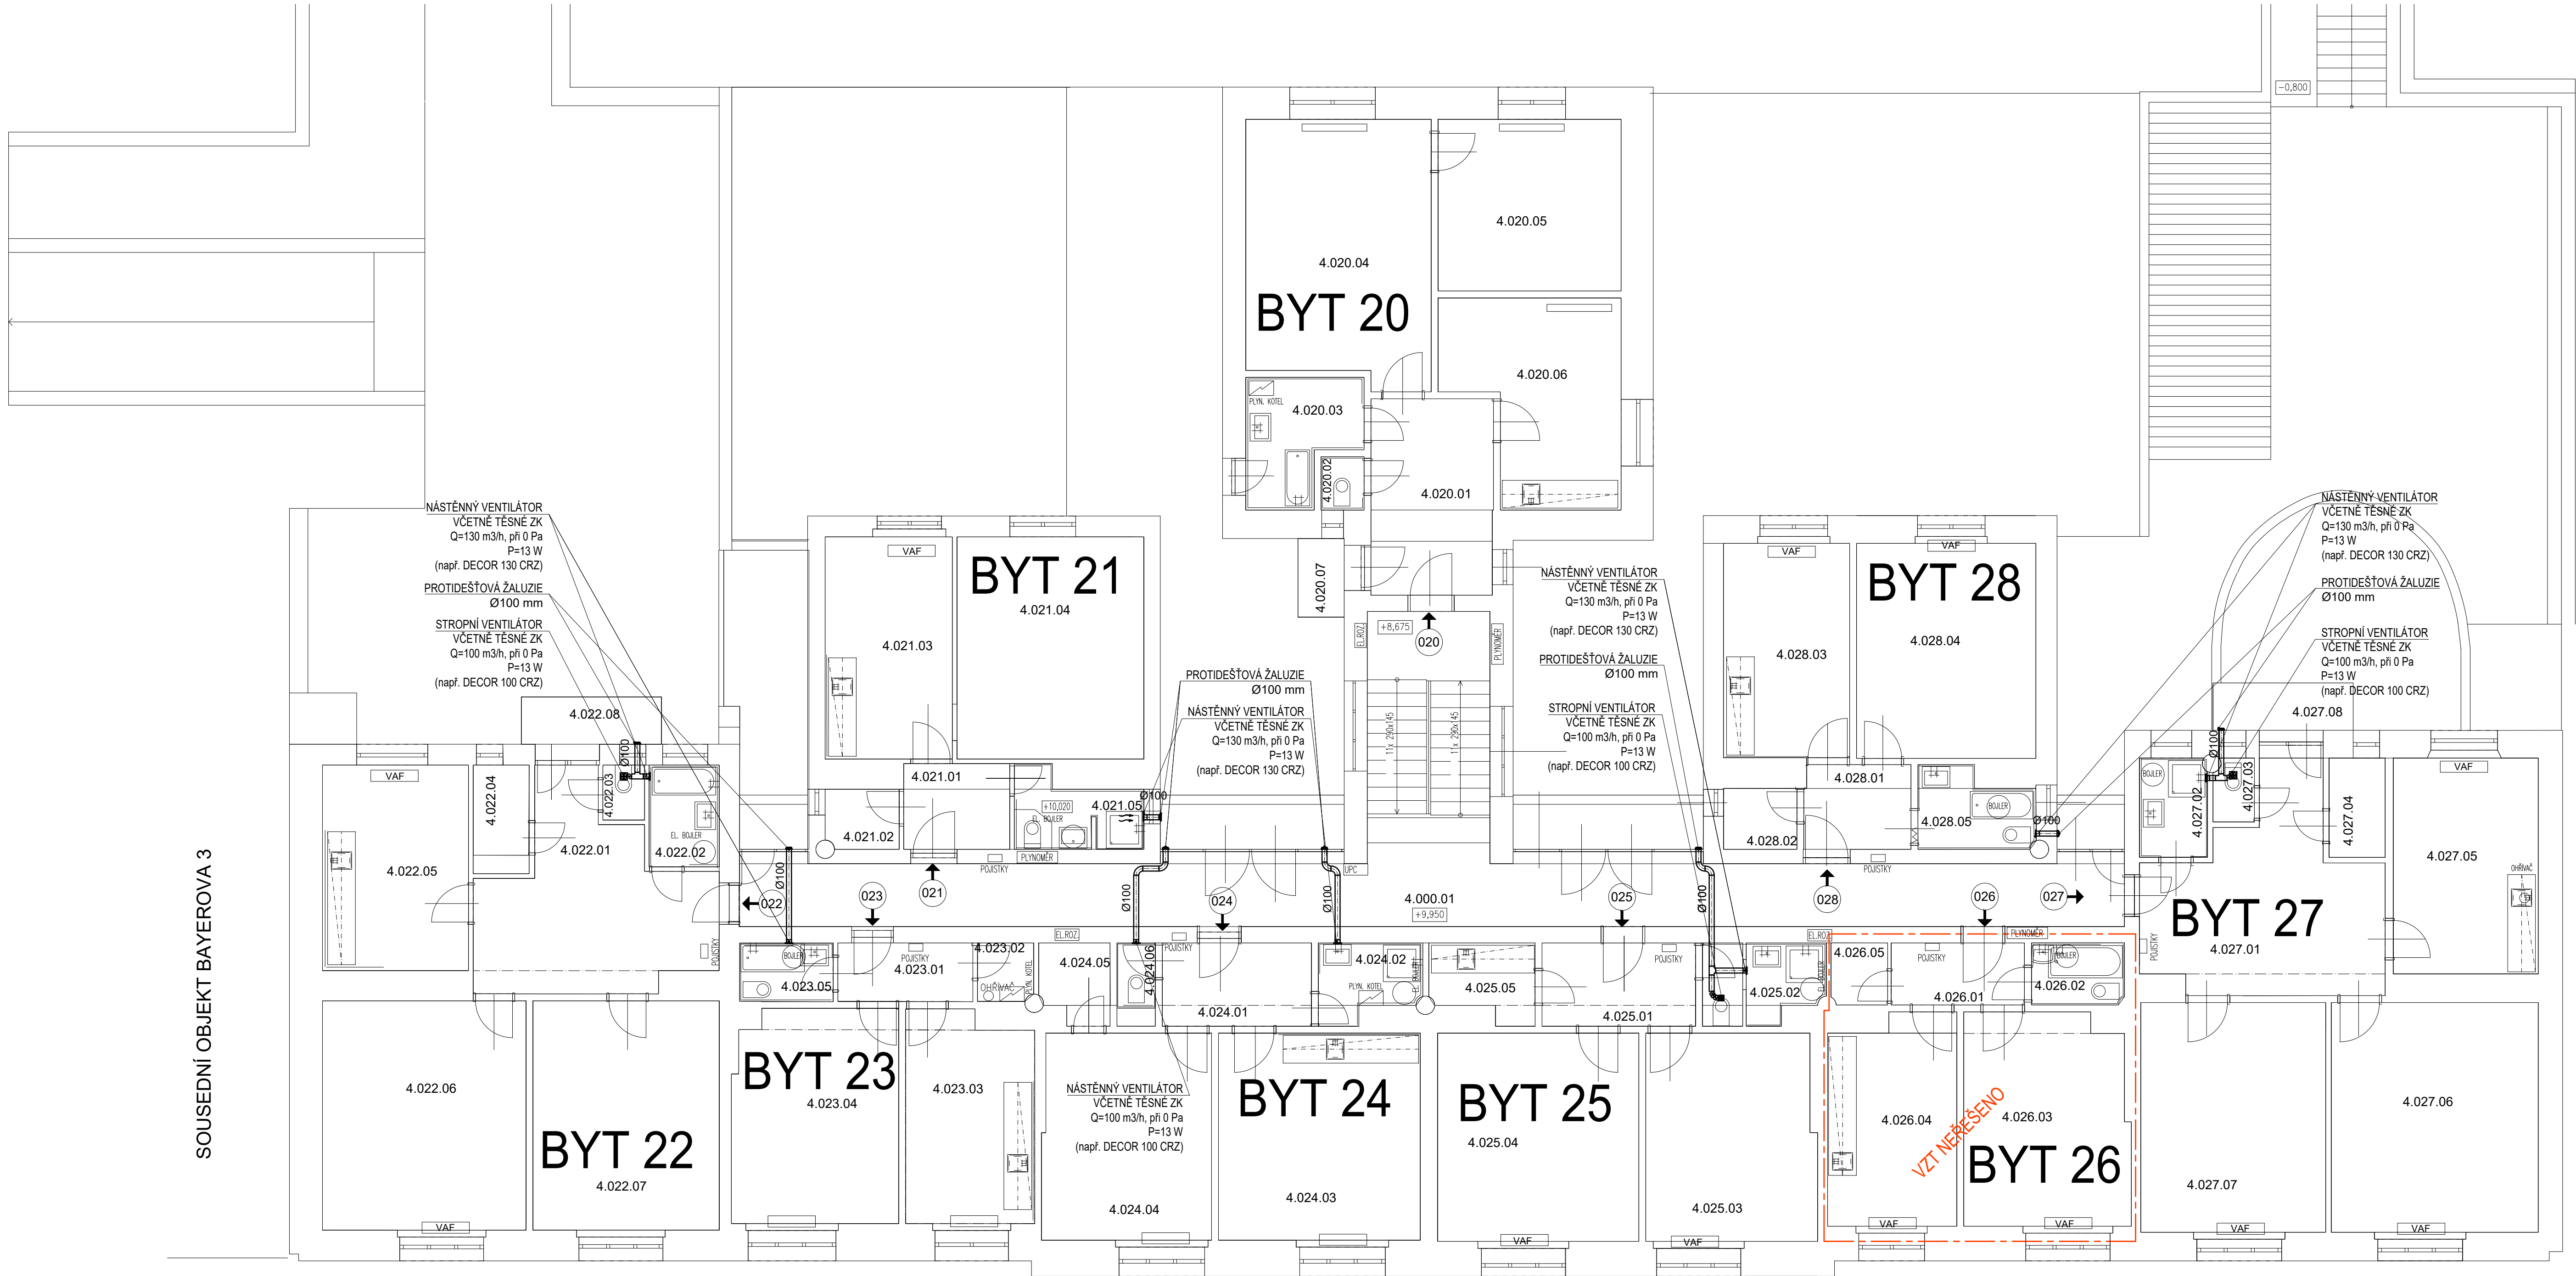 -0,800
4.020.05
4.020.04
BYT 20
4.020.06
PLYN. KOTEL
4.020.03
4.020.02
4.020.01
4.020.07
+8,675
020
EL.ROZ.
PLYNOMĚR
11x 290x145
11x 290x145
NÁSTĚNNÝ VENTILÁTOR
VČETNĚ TĚSNÉ ZK
Q=130 m3/h, při 0 Pa
P=13 W
(např. DECOR 130 CRZ)
PROTIDEŠŤOVÁ ŽALUZIE
Ø100 mm
STROPNÍ VENTILÁTOR
VČETNĚ TĚSNÉ ZK
Q=100 m3/h, při 0 Pa
P=13 W
(např. DECOR 100 CRZ)
VAF
BYT 21
4.021.04
4.021.03
4.021.01
4.021.02
+10,020
EL. BOJLER
4.021.05
Ø100
PLYNOMĚR
POJISTKY
021
PROTIDEŠŤOVÁ ŽALUZIE
Ø100 mm
NÁSTĚNNÝ VENTILÁTOR
VČETNĚ TĚSNÉ ZK
Q=130 m3/h, při 0 Pa
P=13 W
(např. DECOR 130 CRZ)
NÁSTĚNNÝ VENTILÁTOR
VČETNĚ TĚSNÉ ZK
Q=130 m3/h, při 0 Pa
P=13 W
(např. DECOR 130 CRZ)
PROTIDEŠŤOVÁ ŽALUZIE
Ø100 mm
STROPNÍ VENTILÁTOR
VČETNĚ TĚSNÉ ZK
Q=100 m3/h, při 0 Pa
P=13 W
(např. DECOR 100 CRZ)
VAF
VAF
BYT 28
4.028.04
4.028.03
4.028.01
4.028.02
4.028.05
BOJLER
Ø100
POJISTKY
028
NÁSTĚNNÝ VENTILÁTOR
VČETNĚ TĚSNÉ ZK
Q=130 m3/h, při 0 Pa
P=13 W
(např. DECOR 130 CRZ)
PROTIDEŠŤOVÁ ŽALUZIE
Ø100 mm
STROPNÍ VENTILÁTOR
VČETNĚ TĚSNÉ ZK
Q=100 m3/h, při 0 Pa
P=13 W
(např. DECOR 100 CRZ)
4.022.08
Ø100
VAF
4.022.04
4.022.03
4.022.01
EL. BOJLER
4.022.02
4.022.05
POJISTKY
022
Ø100
4.022.06
BYT 22
4.022.07
VAF
SOUSEDNÍ OBJEKT BAYEROVA 3
023
BOJLER
4.023.05
POJISTKY
4.023.01
4.023.02
OHŘÍVAČ
PLYN. KOTEL
BYT 23
4.023.04
4.023.03
EL.ROZ.
4.024.05
Ø100
4.024.06
POJISTKY
024
4.024.01
Ø100
4.024.02
EL. BOJLER
PLYN. KOTEL
NÁSTĚNNÝ VENTILÁTOR
VČETNĚ TĚSNÉ ZK
Q=100 m3/h, při 0 Pa
P=13 W
(např. DECOR 100 CRZ)
BYT 24
4.024.03
4.024.04
UPC
4.000.01
+9,950
025
4.025.05
4.025.01
POJISTKY
Ø100
4.025.02
EL. BOJLER
BYT 25
4.025.04
4.025.03
VAF
VAF
EL.ROZ.
026
PLYNOMĚR
4.026.05
POJISTKY
4.026.01
BOJLER
4.026.02
4.026.04
4.026.03
VZT NEŘEŠENO
BYT 26
VAF
VAF
027
4.027.08
Ø100
BOJLER
4.027.02
4.027.03
4.027.04
VAF
4.027.05
OHŘÍVAČ
BYT 27
4.027.01
POJISTKY
4.027.06
4.027.07
VAF
VAF